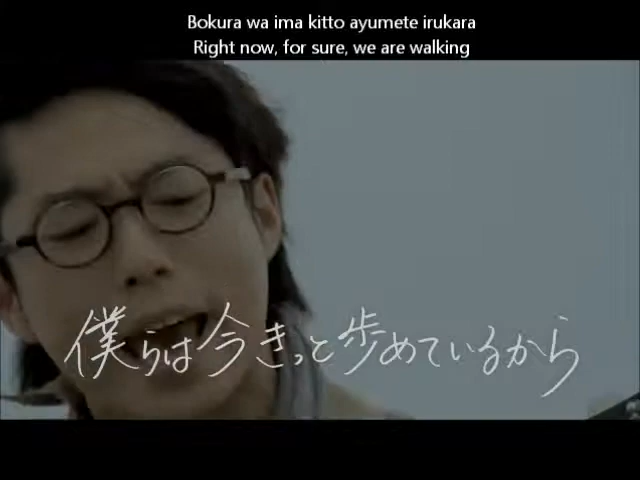 Bokura wa ima kitto ayumete irukara
Right now, for sure, we are walking
僕らは今きっと歩めているから